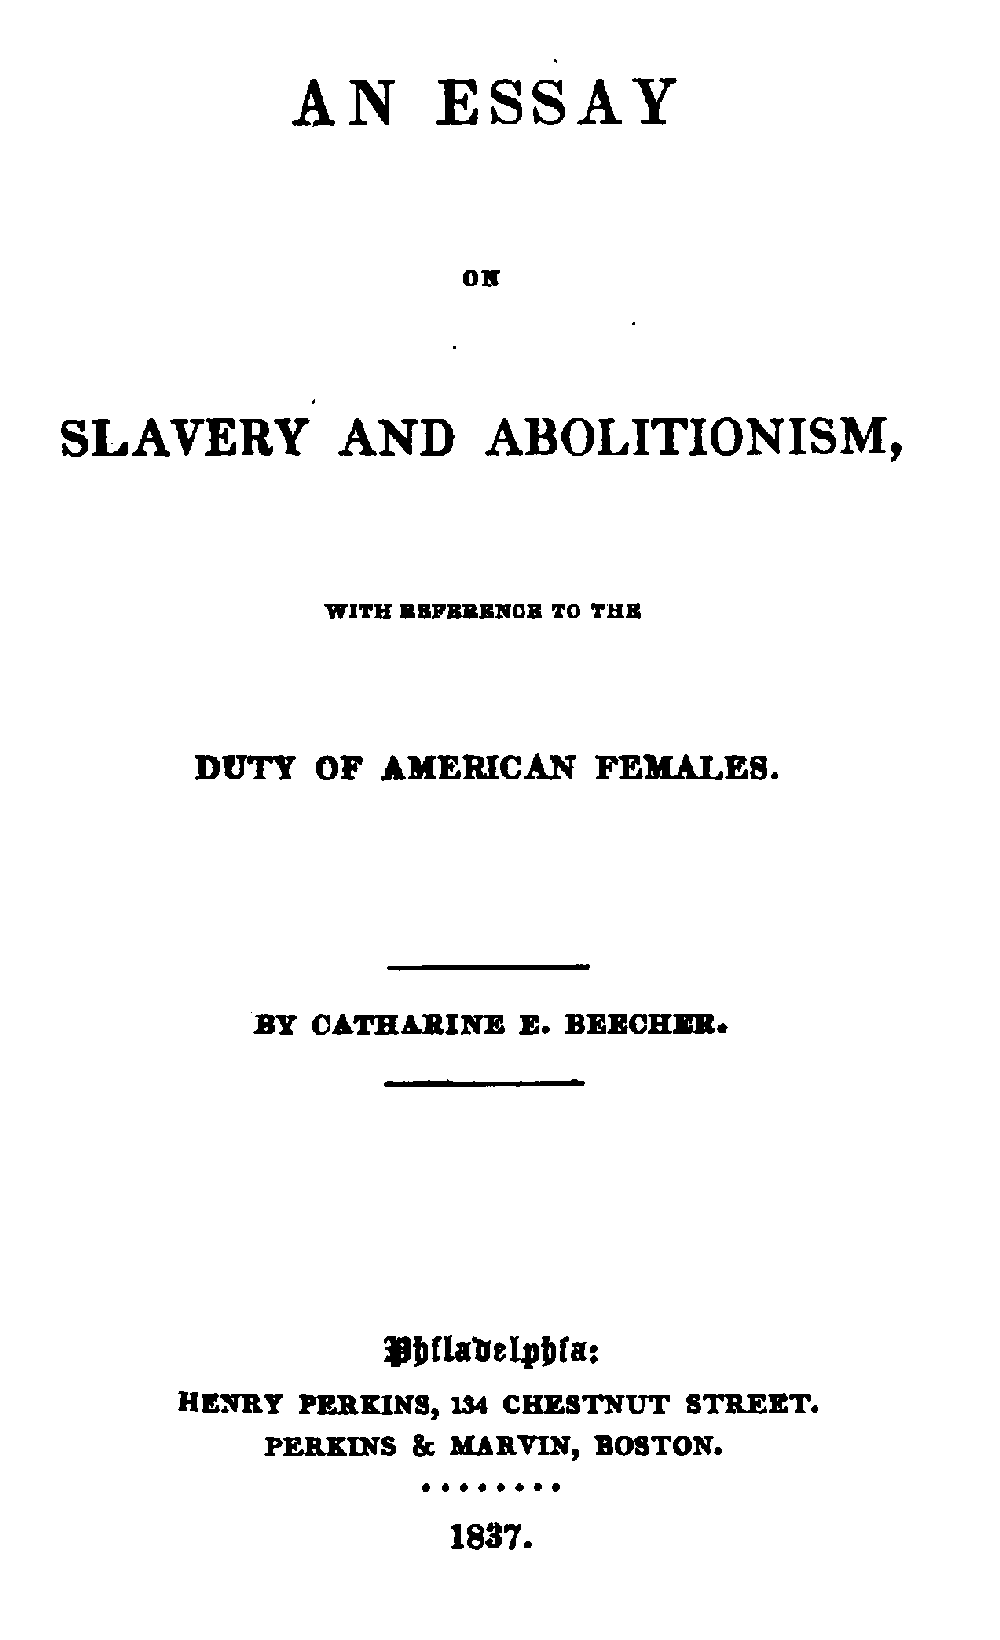 AN ESSAY
ON
SLAVERY AND ABOLITIONISM,
WITH REFERENCE TO THE
DUTY OF AMERICAN FEMALES.
BY CATHARINE E. BEECHER.
Philadelphia:
HENRY PERKINS, 134 CHESTNUT STREET.
PERKINS & MARVIN, BOSTON.
........
1837.